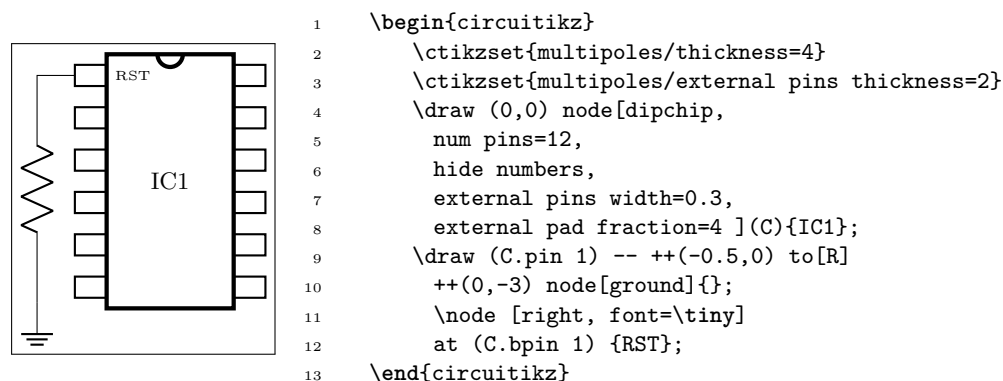 RST
IC1
1 \begin{circuitikz}
2 \ctikzset{multipoles/thickness=4}
3 \ctikzset{multipoles/external pins thickness=2}
4 \draw (0,0) node[dipchip,
5 num pins=12,
6 hide numbers,
7 external pins width=0.3,
8 external pad fraction=4 ](C){IC1};
9 \draw (C.pin 1) -- ++(-0.5,0) to[R]
10 ++(0,-3) node[ground]{};
11 \node [right, font=\tiny]
12 at (C.bpin 1) {RST};
13 \end{circuitikz}